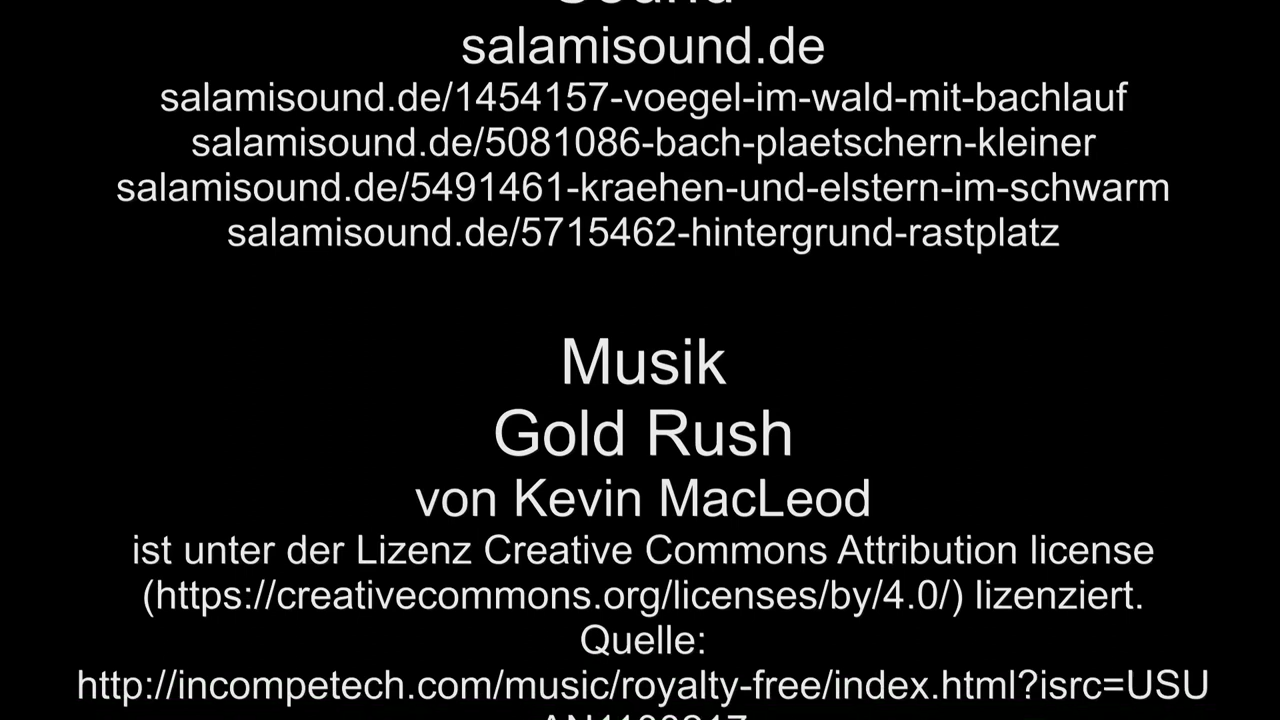 Sound
salamisound.de
salamisound.de/1454157-voegel-im-wald-mit-bachlauf
salamisound.de/5081086-bach-plaetschern-kleiner
salamisound.de/5491461-kraehen-und-elstern-im-schwarm
salamisound.de/5715462-hintergrund-rastplatz
Musik
Gold Rush
von Kevin MacLeod
ist unter der Lizenz Creative Commons Attribution license
(https://creativecommons.org/licenses/by/4.0/) lizenziert.
Quelle:
http://incompetech.com/music/royalty-free/index.html?isrc=USU